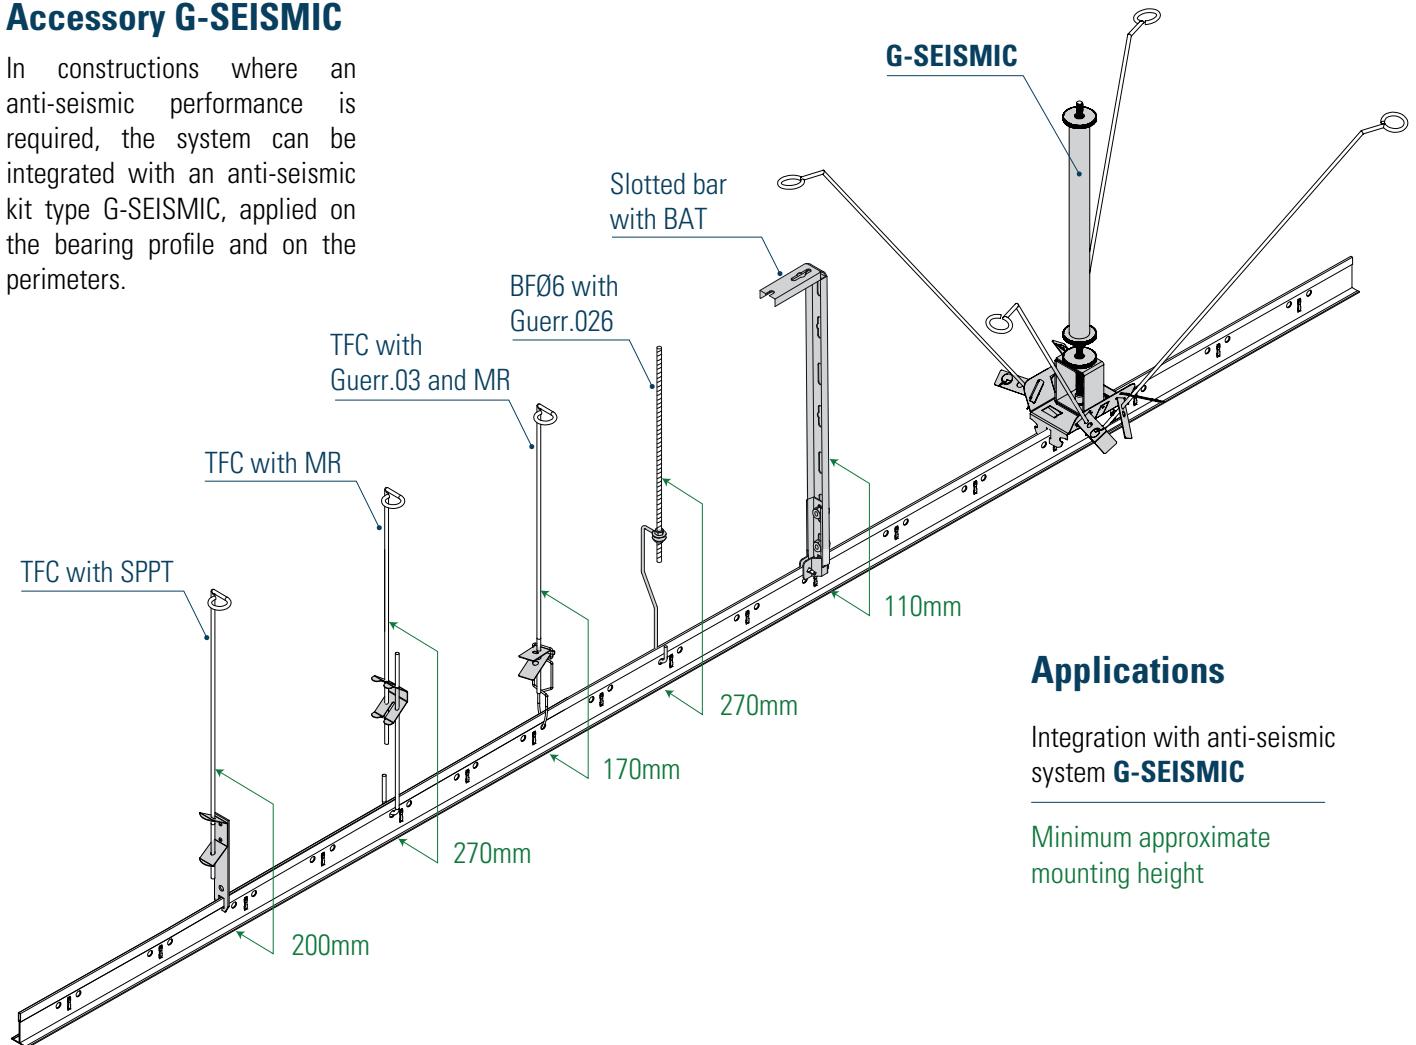 Accessory G-SEISMIC
In constructions where an
anti-seismic performance is
required, the system can be
integrated with an anti-seismic
kit type G-SEISMIC, applied on
the bearing profile and on the
perimeters.
G-SEISMIC
Slotted bar
with BAT
BFØ6 with
Guerr.026
TFC with
Guerr.03 and MR
TFC with MR
TFC with SPPT
110mm
270mm
170mm
270mm
200mm
Applications
Integration with anti-seismic
system G-SEISMIC
Minimum approximate
mounting height